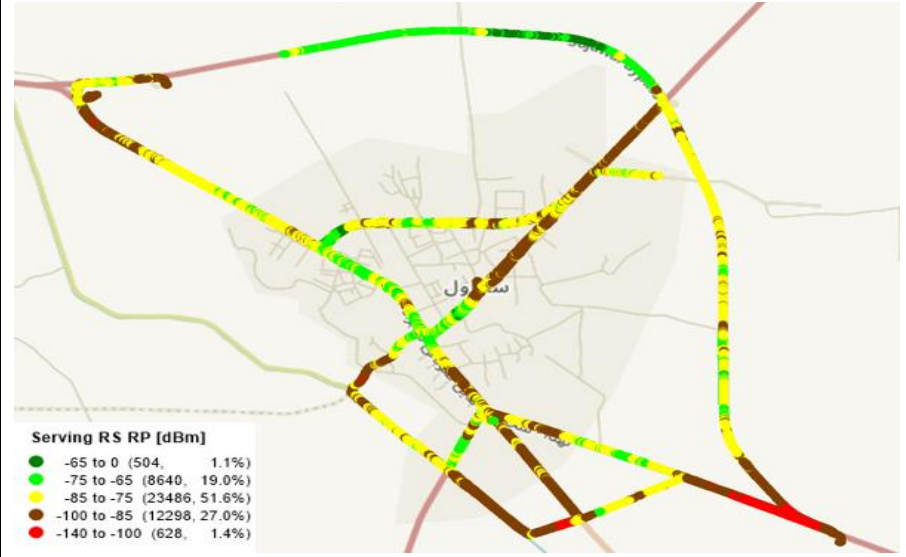 Serving RS RP [dBm]
-65 to 0 (504, 1.1%)
-75 to -65 (8640, 19.0%)
-85 to -75 (23486, 51.6%)
-100 to -85 (12298, 27.0%)
-140 to -100 (628, 1.4%)